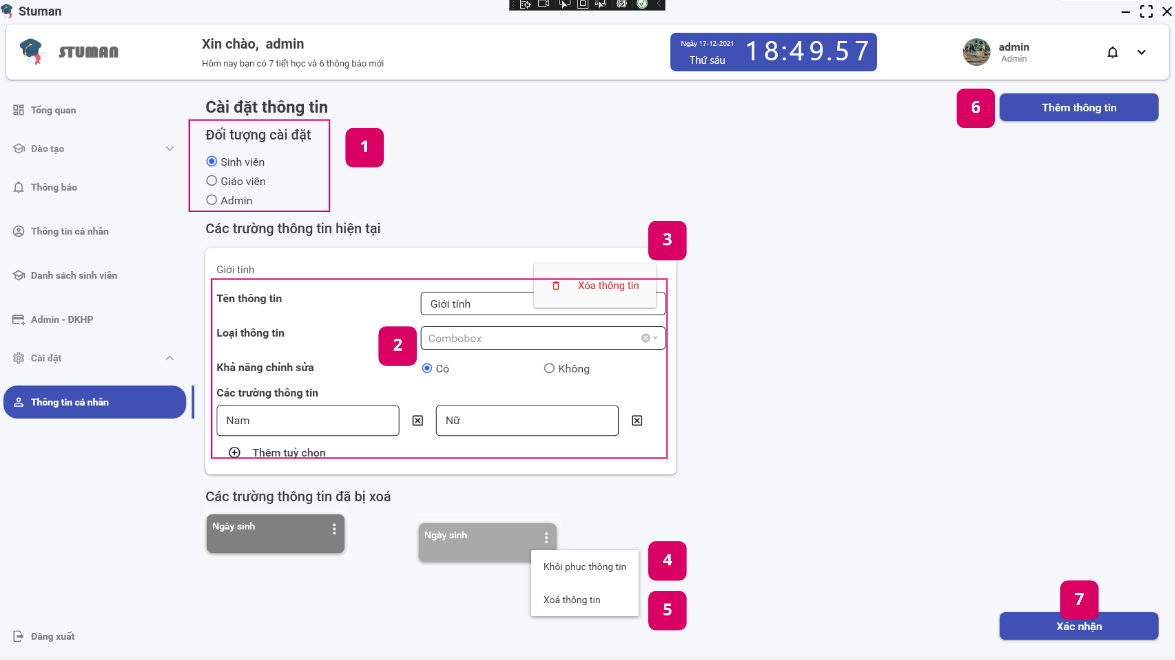 Stuman
STUMAN
Xin chào, admin
Hôm nay bạn có 7 tiết học và 6 thông báo mới
Ngày 17-12-2021
Thứ sáu
18:49.57
admin
Admin
Tổng quan
Đào tạo
Thông báo
Thông tin cá nhân
Danh sách sinh viên
Admin - ĐKHP
Cài đặt
Thông tin cá nhân
Đăng xuất
Cài đặt thông tin
6
Thêm thông tin
Đối tượng cài đặt
1
Sinh viên
Giáo viên
Admin
Các trường thông tin hiện tại
3
Giới tính
Xóa thông tin
Tên thông tin
Giới tính
Loại thông tin
2
Combobox
Khả năng chỉnh sửa
Có
Không
Các trường thông tin
Nam
Nữ
Thêm tuỳ chọn
Các trường thông tin đã bị xoá
Ngày sinh
Ngày sinh
Khôi phục thông tin
4
Xoá thông tin
5
7
Xác nhận